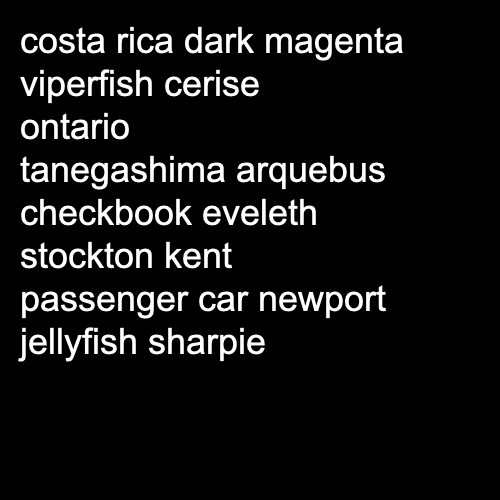 costa rica dark magenta
viperfish cerise
ontario
tanegashima arquebus
checkbook eveleth
stockton kent
passenger car newport
jellyfish sharpie